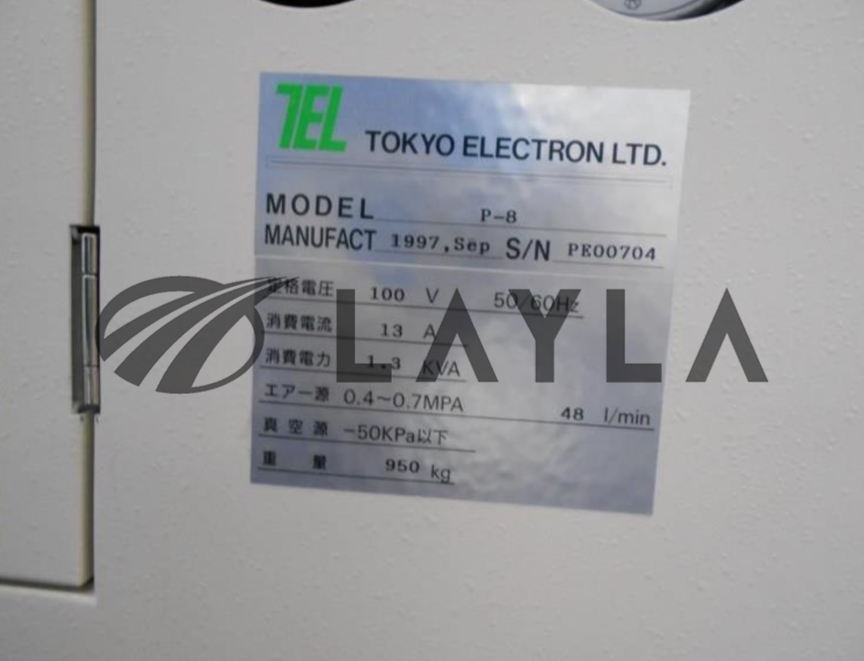 TEL TOKYO ELECTRON LTD.
MODEL P-8
MANUFACT 1997,Sep S/N PE00704
定格電圧 100 V 50/60Hz
消費電流 13 A
LAYLA
消費電力 1.3 KVA
エアー源 0.4~0.7MPA 48 l/min
真空源 -50KPa以下
重量 950 kg